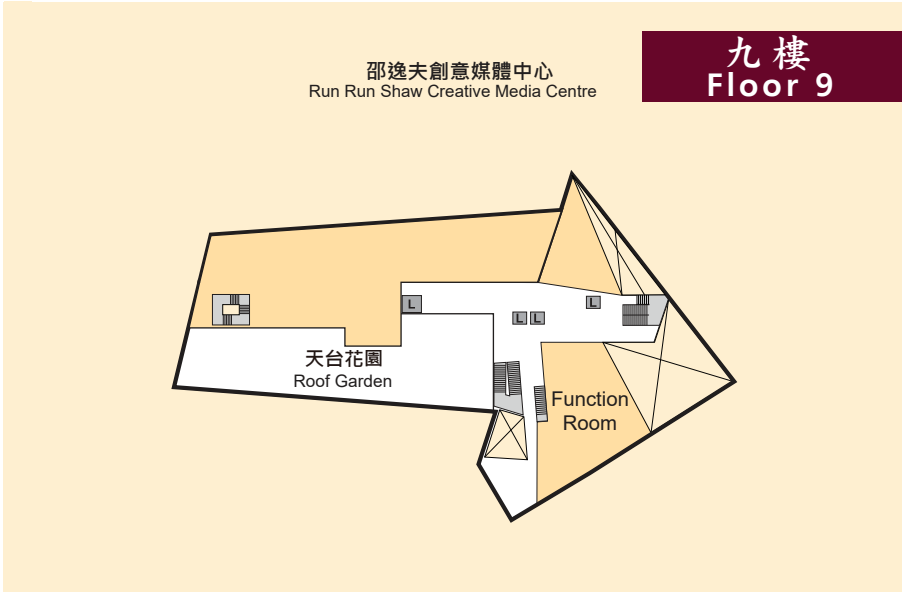 邵逸夫創意媒體中心
Run Run Shaw Creative Media Centre
九樓
Floor 9
L
L
L
L
天台花園
Roof Garden
Function
Room